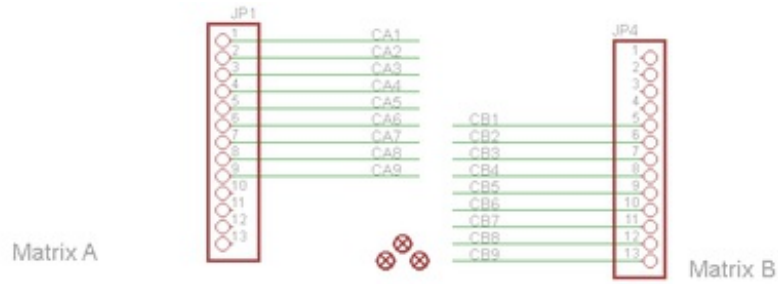 JP1
1 CA1
2 CA2
3 CA3
4 CA4
5 CA5
6 CA6
7 CA7
8 CA8
9 CA9
10
11
12
13
Matrix A
JP4
1
2
3
4
CB1 5
CB2 6
CB3 7
CB4 8
CB5 9
CB6 10
CB7 11
CB8 12
CB9 13
Matrix B